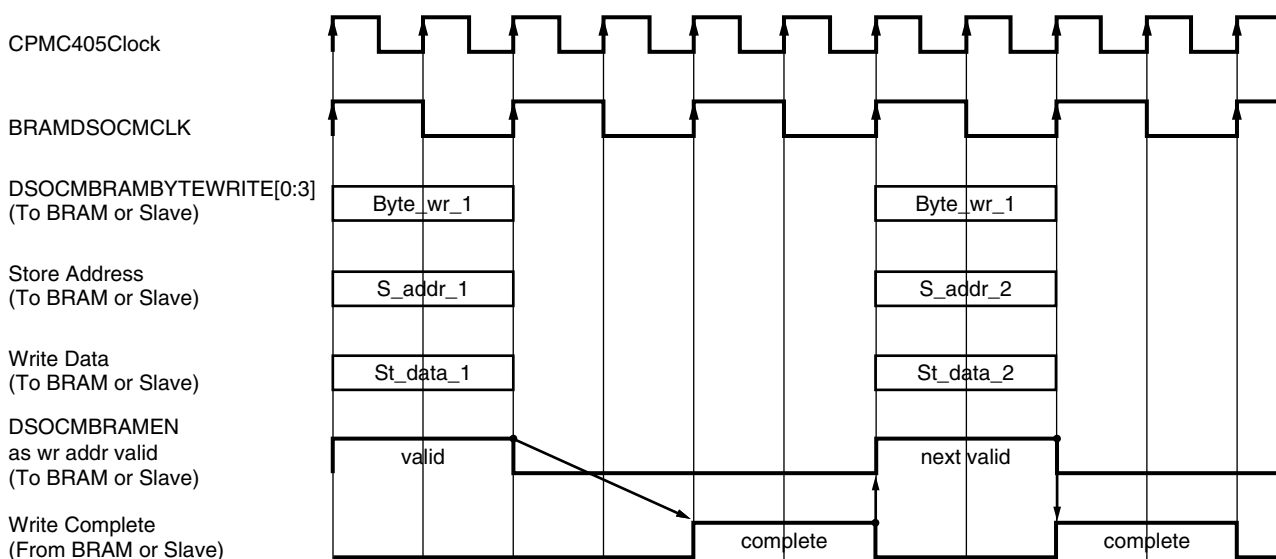 CPMC405Clock
BRAMDSOCMCLK
DSOCMBRAMBYTEWRITE[0:3]
(To BRAM or Slave)
Byte_wr_1
Byte_wr_1
Store Address
(To BRAM or Slave)
S_addr_1
S_addr_2
Write Data
(To BRAM or Slave)
St_data_1
St_data_2
DSOCMBRAMEN
as wr addr valid
(To BRAM or Slave)
valid
next valid
Write Complete
(From BRAM or Slave)
complete
complete